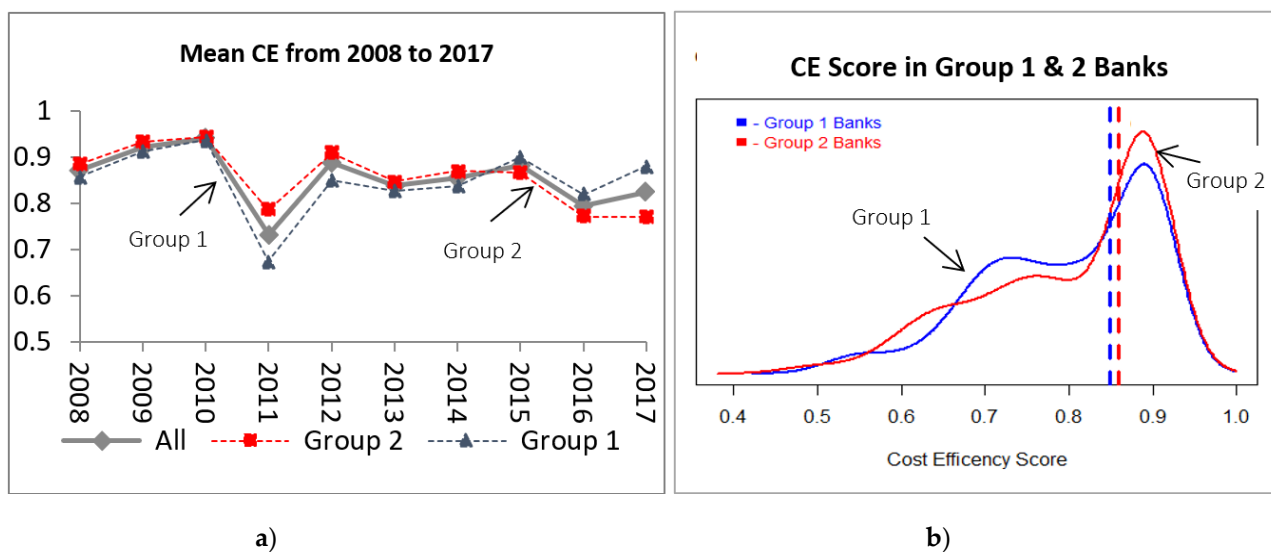 Mean CE from 2008 to 2017
1
0.9
0.8
0.7
0.6
0.5
Group 1
Group 2
2008
2009
2010
2011
2012
2013
2014
2015
2016
2017
All
Group 2
Group 1
a)
CE Score in Group 1 & 2 Banks
- Group 1 Banks
- Group 2 Banks
Group 1
Group 2
0.4 0.5 0.6 0.7 0.8 0.9 1.0
Cost Efficency Score
b)